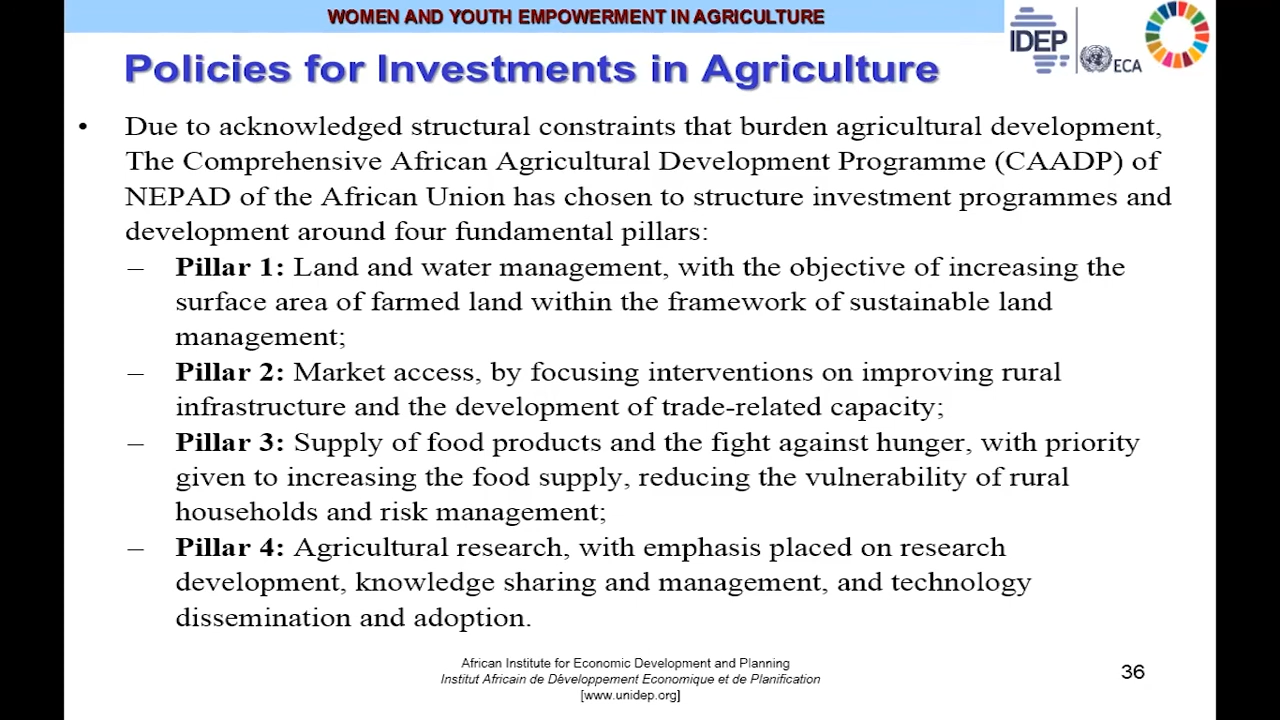 WOMEN AND YOUTH EMPOWERMENT IN AGRICULTURE
IDEP
ECA
Policies for Investments in Agriculture
• Due to acknowledged structural constraints that burden agricultural development,
The Comprehensive African Agricultural Development Programme (CAADP) of
NEPAD of the African Union has chosen to structure investment programmes and
development around four fundamental pillars:
– Pillar 1: Land and water management, with the objective of increasing the
surface area of farmed land within the framework of sustainable land
management;
– Pillar 2: Market access, by focusing interventions on improving rural
infrastructure and the development of trade-related capacity;
– Pillar 3: Supply of food products and the fight against hunger, with priority
given to increasing the food supply, reducing the vulnerability of rural
households and risk management;
– Pillar 4: Agricultural research, with emphasis placed on research
development, knowledge sharing and management, and technology
dissemination and adoption.
African Institute for Economic Development and Planning
Institut Africain de Développement Economique et de Planification
[www.unidep.org]
36